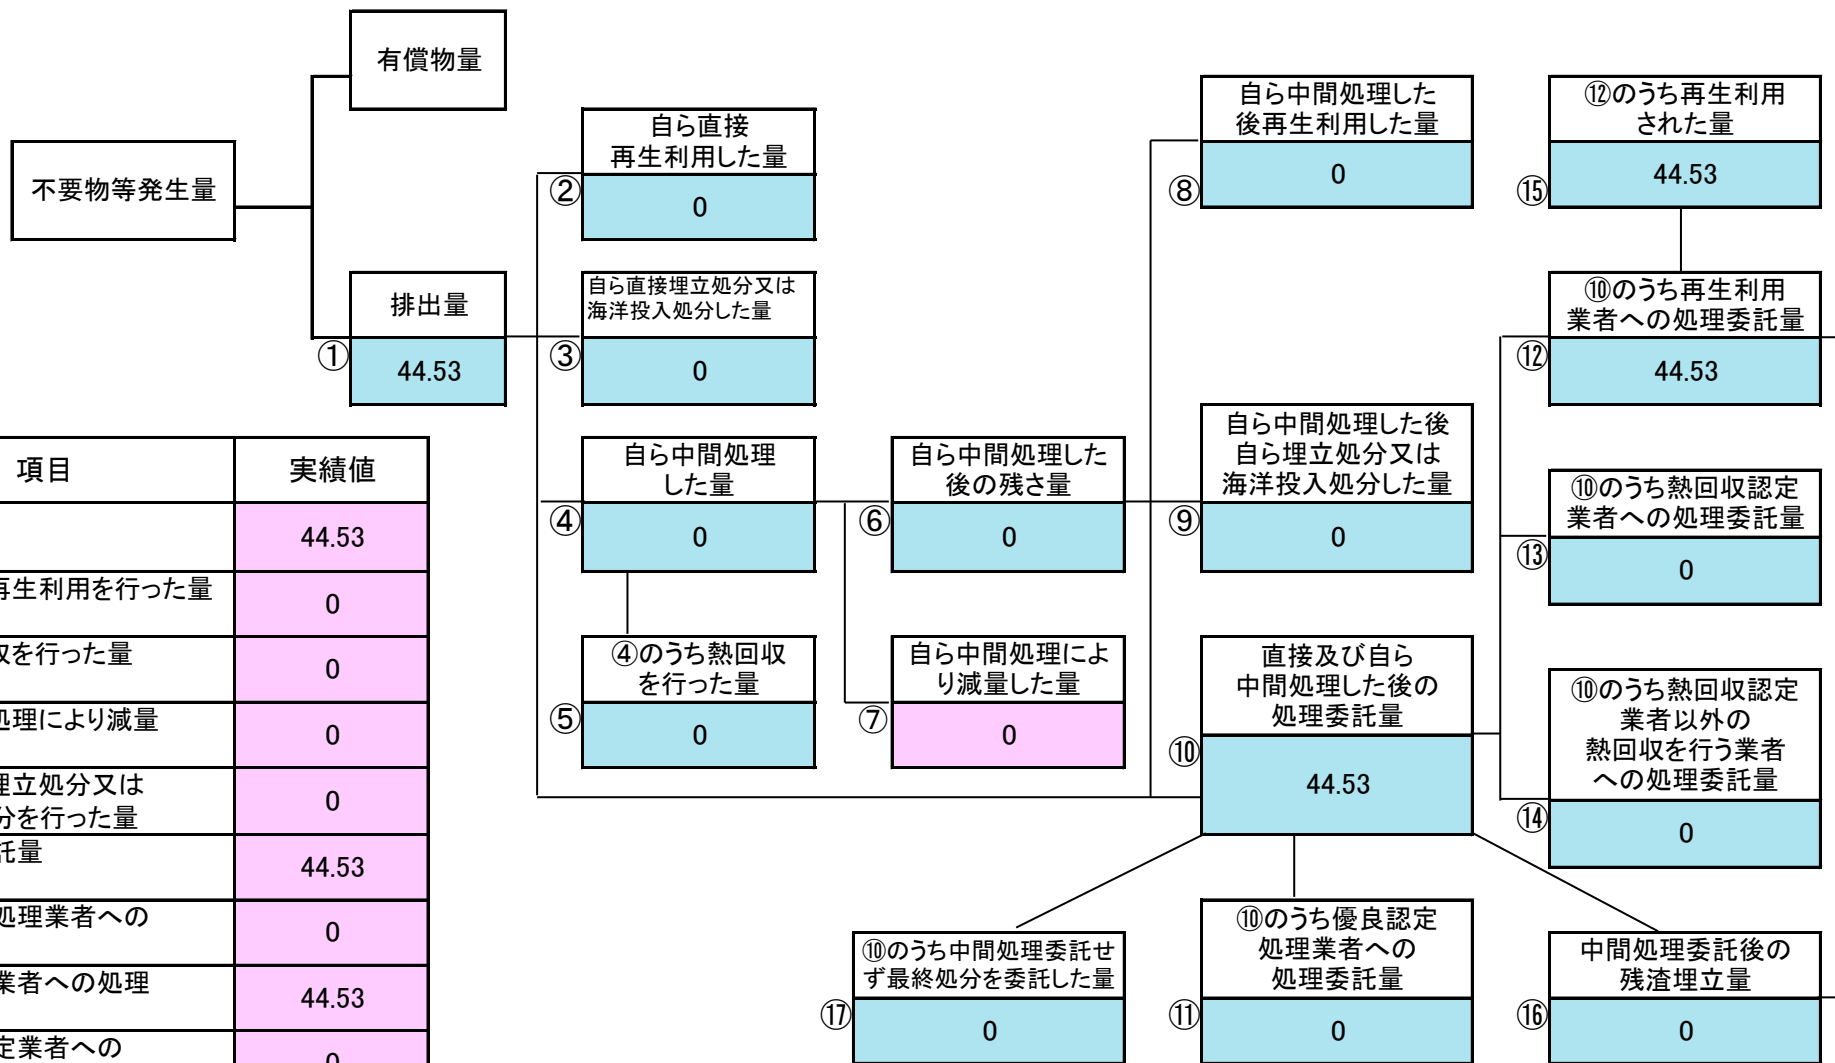 有償物量
不要物等発生量
排出量
①
44.53
自ら直接
再生利用した量
②
0
自ら直接埋立処分又は
海洋投入処分した量
③
0
自ら中間処理
した量
④
0
④のうち熱回収
を行った量
⑤
0
自ら中間処理した
後の残さ量
⑥
0
自ら中間処理によ
り減量した量
⑦
0
自ら中間処理した
後再生利用した量
⑧
0
自ら中間処理した後
自ら埋立処分又は
海洋投入処分した量
⑨
0
直接及び自ら
中間処理した後の
処理委託量
⑩
44.53
⑩のうち優良認定
処理業者への
処理委託量
⑪
0
⑫のうち再生利用
された量
⑮
44.53
⑩のうち再生利用
業者への処理委託量
⑫
44.53
⑩のうち熱回収認定
業者への処理委託量
⑬
0
⑩のうち熱回収認定
業者以外の
熱回収を行う業者
への処理委託量
⑭
0
中間処理委託後の
残渣埋立量
⑯
0
⑩のうち中間処理委託せ
ず最終処分を委託した量
⑰
0
項目 実績値
44.53
再生利用を行った量
0
収を行った量
0
処理により減量
0
埋立処分又は
分を行った量
0
託量
44.53
処理業者への
0
業者への処理
44.53
定業者への
0